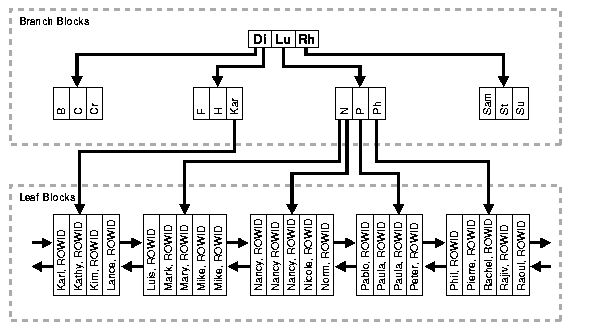 Branch Blocks
Di Lu Rh
B C Cr
F H Kar
N P Ph
Sam St Su
Leaf Blocks
Karl, ROWID
Kathy, ROWID
Kim, ROWID
Lance, ROWID
Luis, ROWID
Mark, ROWID
Mary, ROWID
Mike, ROWID
Mike, ROWID
Nancy, ROWID
Nancy, ROWID
Nancy, ROWID
Nicole, ROWID
Norm, ROWID
Pablo, ROWID
Paula, ROWID
Paula, ROWID
Peter, ROWID
Phil, ROWID
Pierre, ROWID
Rachel, ROWID
Rajiv, ROWID
Raoul, ROWID